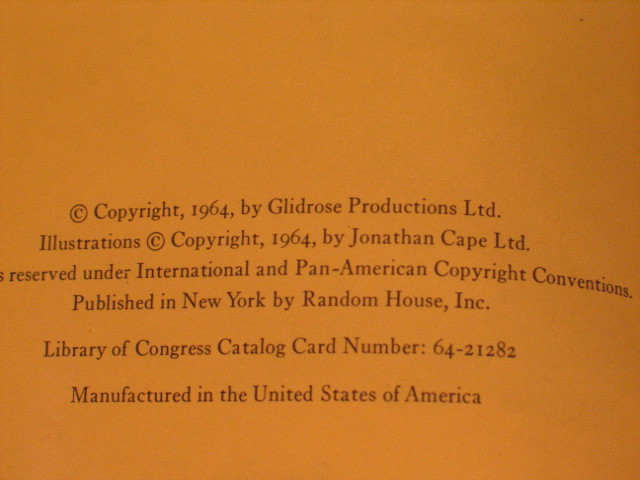 © Copyright, 1964, by Glidrose Productions Ltd.
Illustrations © Copyright, 1964, by Jonathan Cape Ltd.
reserved under International and Pan-American Copyright Conventions.
Published in New York by Random House, Inc.
Library of Congress Catalog Card Number: 64-21282
Manufactured in the United States of America